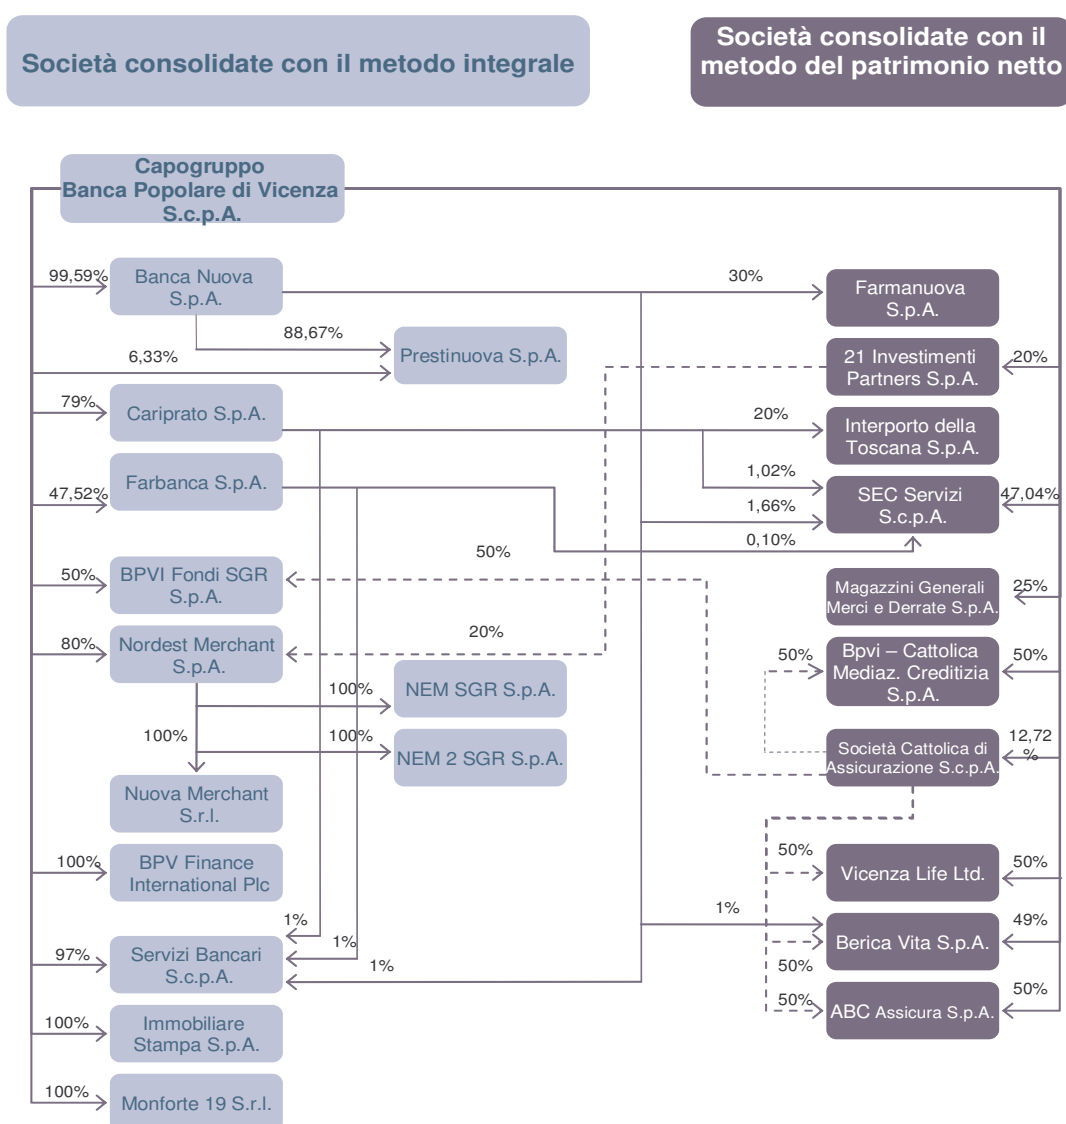 Società consolidate con il metodo integrale
Società consolidate con il
metodo del patrimonio netto
Capogruppo
Banca Popolare di Vicenza
S.c.p.A.
99,59%
Banca Nuova
S.p.A.
30%
Farmanuova
S.p.A.
88,67%
6,33%
Prestinuova S.p.A.
21 Investimenti
Partners S.p.A.
20%
79%
Cariprato S.p.A.
20%
Interporto della
Toscana S.p.A.
1,02%
47,52%
Farbanca S.p.A.
1,66%
SEC Servizi
S.c.p.A.
47,04%
0,10%
50%
50%
BPVI Fondi SGR
S.p.A.
Magazzini Generali
Merci e Derrate S.p.A.
25%
80%
Nordest Merchant
S.p.A.
20%
50%
Bpvi – Cattolica
Mediaz. Creditizia
S.p.A.
50%
100%
NEM SGR S.p.A.
100%
100%
NEM 2 SGR S.p.A.
Società Cattolica di
Assicurazione S.c.p.A.
12,72
%
Nuova Merchant
S.r.l.
100%
BPV Finance
International Plc
50%
Vicenza Life Ltd.
50%
1%
1%
1%
97%
Servizi Bancari
S.c.p.A.
1%
Berica Vita S.p.A.
49%
50%
50%
ABC Assicura S.p.A.
50%
100%
Immobiliare
Stampa S.p.A.
100%
Monforte 19 S.r.l.